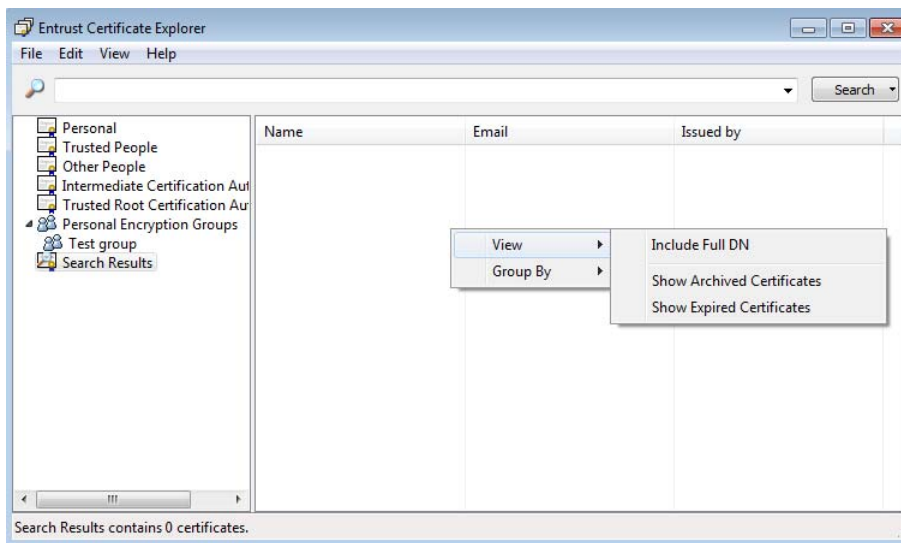 Entrust Certificate Explorer
File Edit View Help
Search
Personal
Trusted People
Other People
Intermediate Certification Aut
Trusted Root Certification Au
Personal Encryption Groups
Test group
Search Results
Name Email Issued by
View
Group By
Include Full DN
Show Archived Certificates
Show Expired Certificates
Search Results contains 0 certificates.